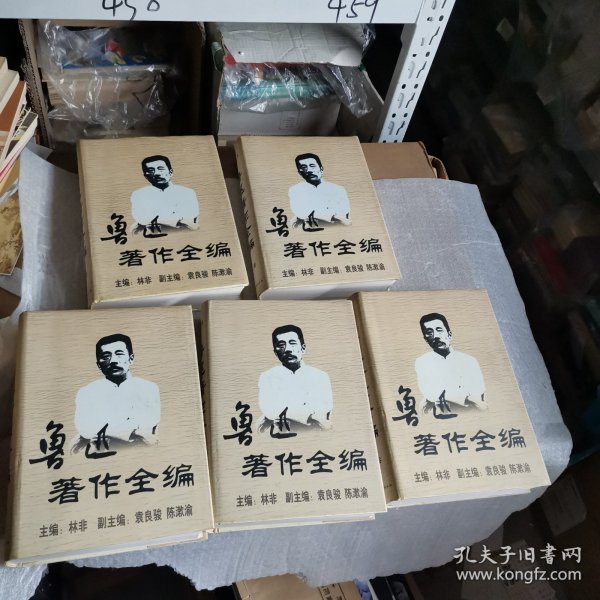 450
459
鲁迅
著作全编
主编：林非 副主编：袁良骏 陈漱渝
鲁迅
著作全编
主编：林非 副主编：袁良骏 陈漱渝
鲁迅
著作全编
主编：林非 副主编：袁良骏 陈漱渝
鲁迅
著作全编
主编：林非 副主编：袁良骏 陈漱渝
鲁迅
著作全编
主编：林非 副主编：袁良骏 陈漱渝
孔夫子旧书网
www.kongfz.com